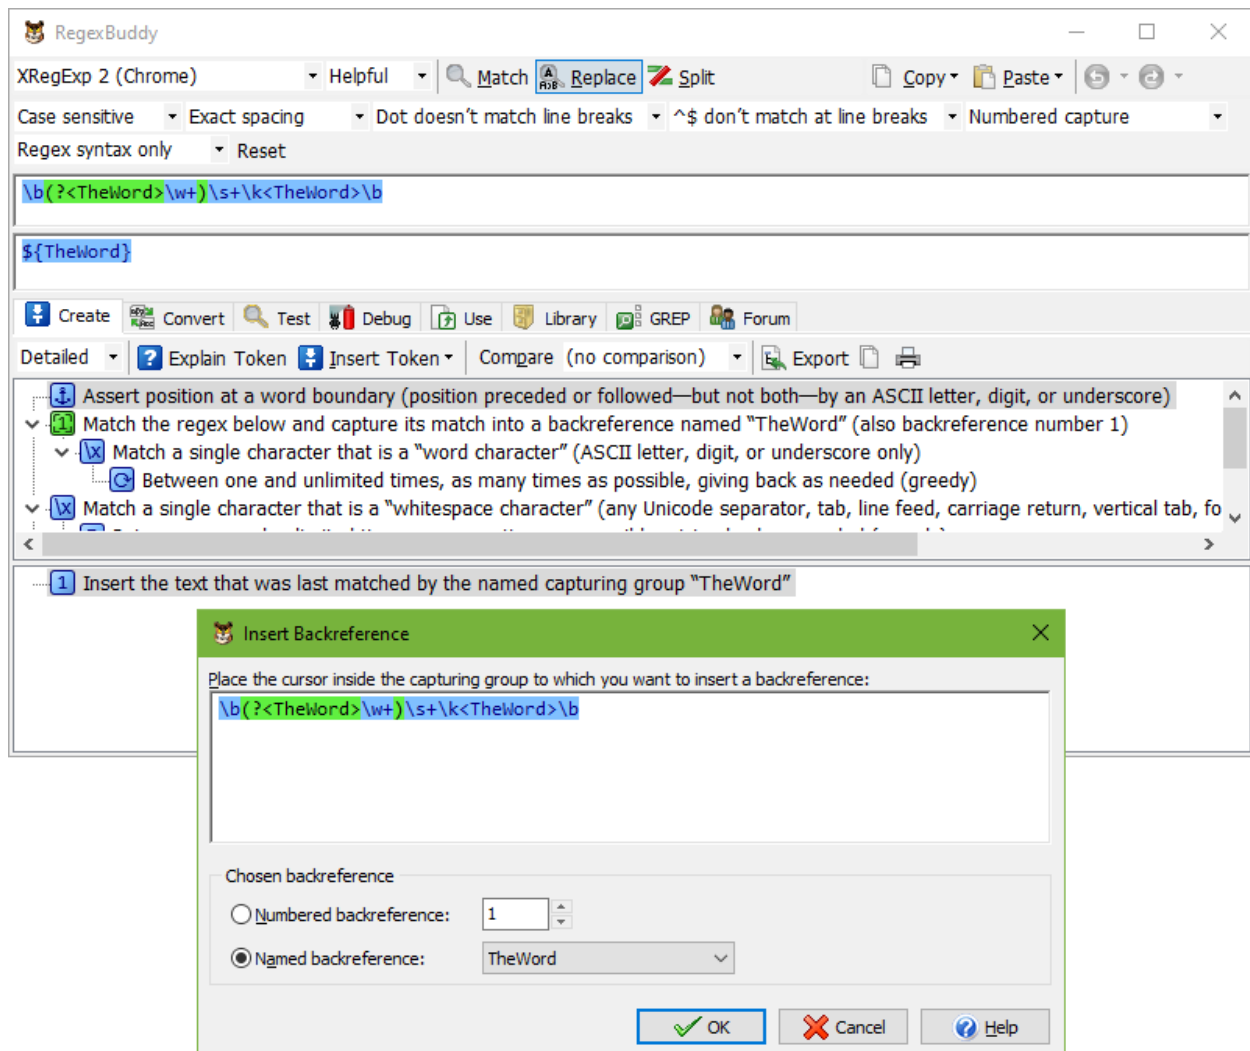 RegexBuddy
XRegExp 2 (Chrome) Helpful Match Replace Split Copy Paste
Case sensitive Exact spacing Dot doesn't match line breaks ^$ don't match at line breaks Numbered capture
Regex syntax only Reset
\b(?<TheWord>\w+)\s+\k<TheWord>\b
${TheWord}
Create Convert Test Debug Use Library GREP Forum
Detailed Explain Token Insert Token Compare (no comparison) Export
Assert position at a word boundary (position preceded or followed—but not both—by an ASCII letter, digit, or underscore)
Match the regex below and capture its match into a backreference named “TheWord” (also backreference number 1)
Match a single character that is a “word character” (ASCII letter, digit, or underscore only)
Between one and unlimited times, as many times as possible, giving back as needed (greedy)
Match a single character that is a “whitespace character” (any Unicode separator, tab, line feed, carriage return, vertical tab, fo
Insert the text that was last matched by the named capturing group “TheWord”
Insert Backreference
Place the cursor inside the capturing group to which you want to insert a backreference:
\b(?<TheWord>\w+)\s+\k<TheWord>\b
Chosen backreference
Numbered backreference: 1
Named backreference: TheWord
OK Cancel Help